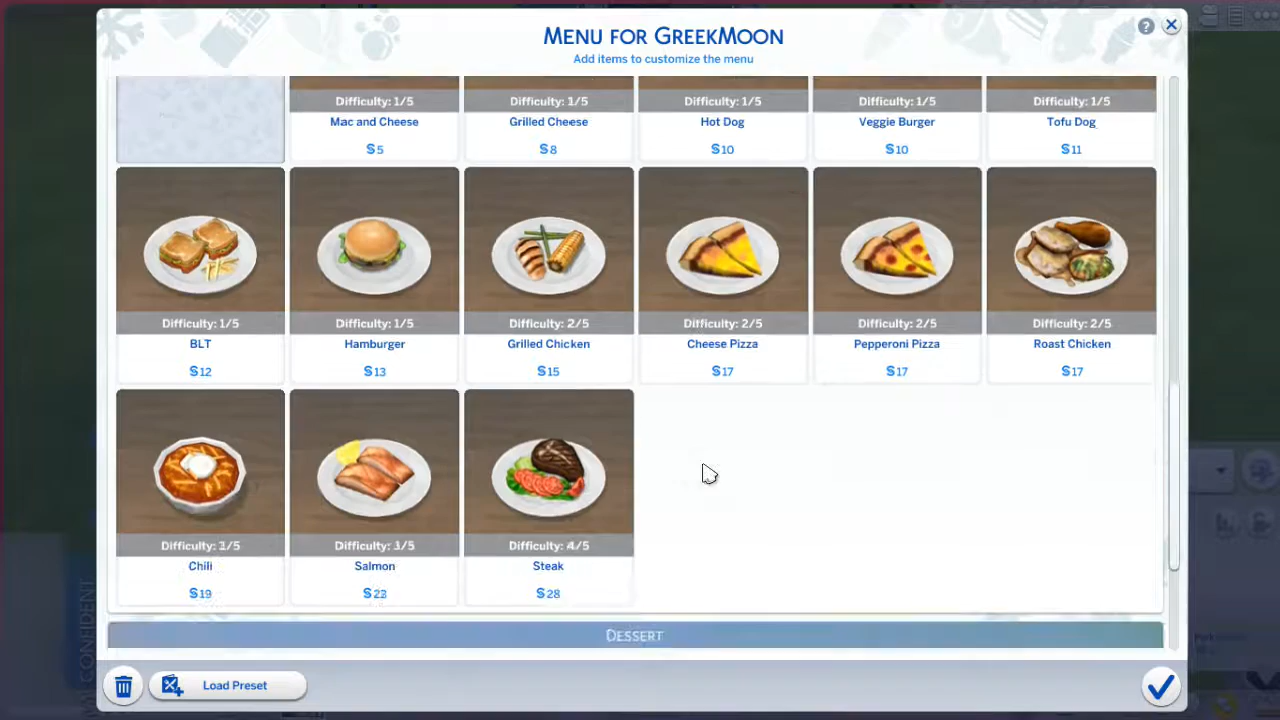 MENU FOR GREEKMOON
Add items to customize the menu
Difficulty: 1/5
Mac and Cheese
$5
Difficulty: 1/5
Grilled Cheese
$8
Difficulty: 1/5
Hot Dog
$10
Difficulty: 1/5
Veggie Burger
$10
Difficulty: 1/5
Tofu Dog
$11
Difficulty: 1/5
BLT
$12
Difficulty: 1/5
Hamburger
$13
Difficulty: 2/5
Grilled Chicken
$15
Difficulty: 2/5
Cheese Pizza
$17
Difficulty: 2/5
Pepperoni Pizza
$17
Difficulty: 2/5
Roast Chicken
$17
Chili
$19
Difficulty: 3/5
Salmon
Difficulty: 4/5
Steak
$28
DESSERT
Load Preset